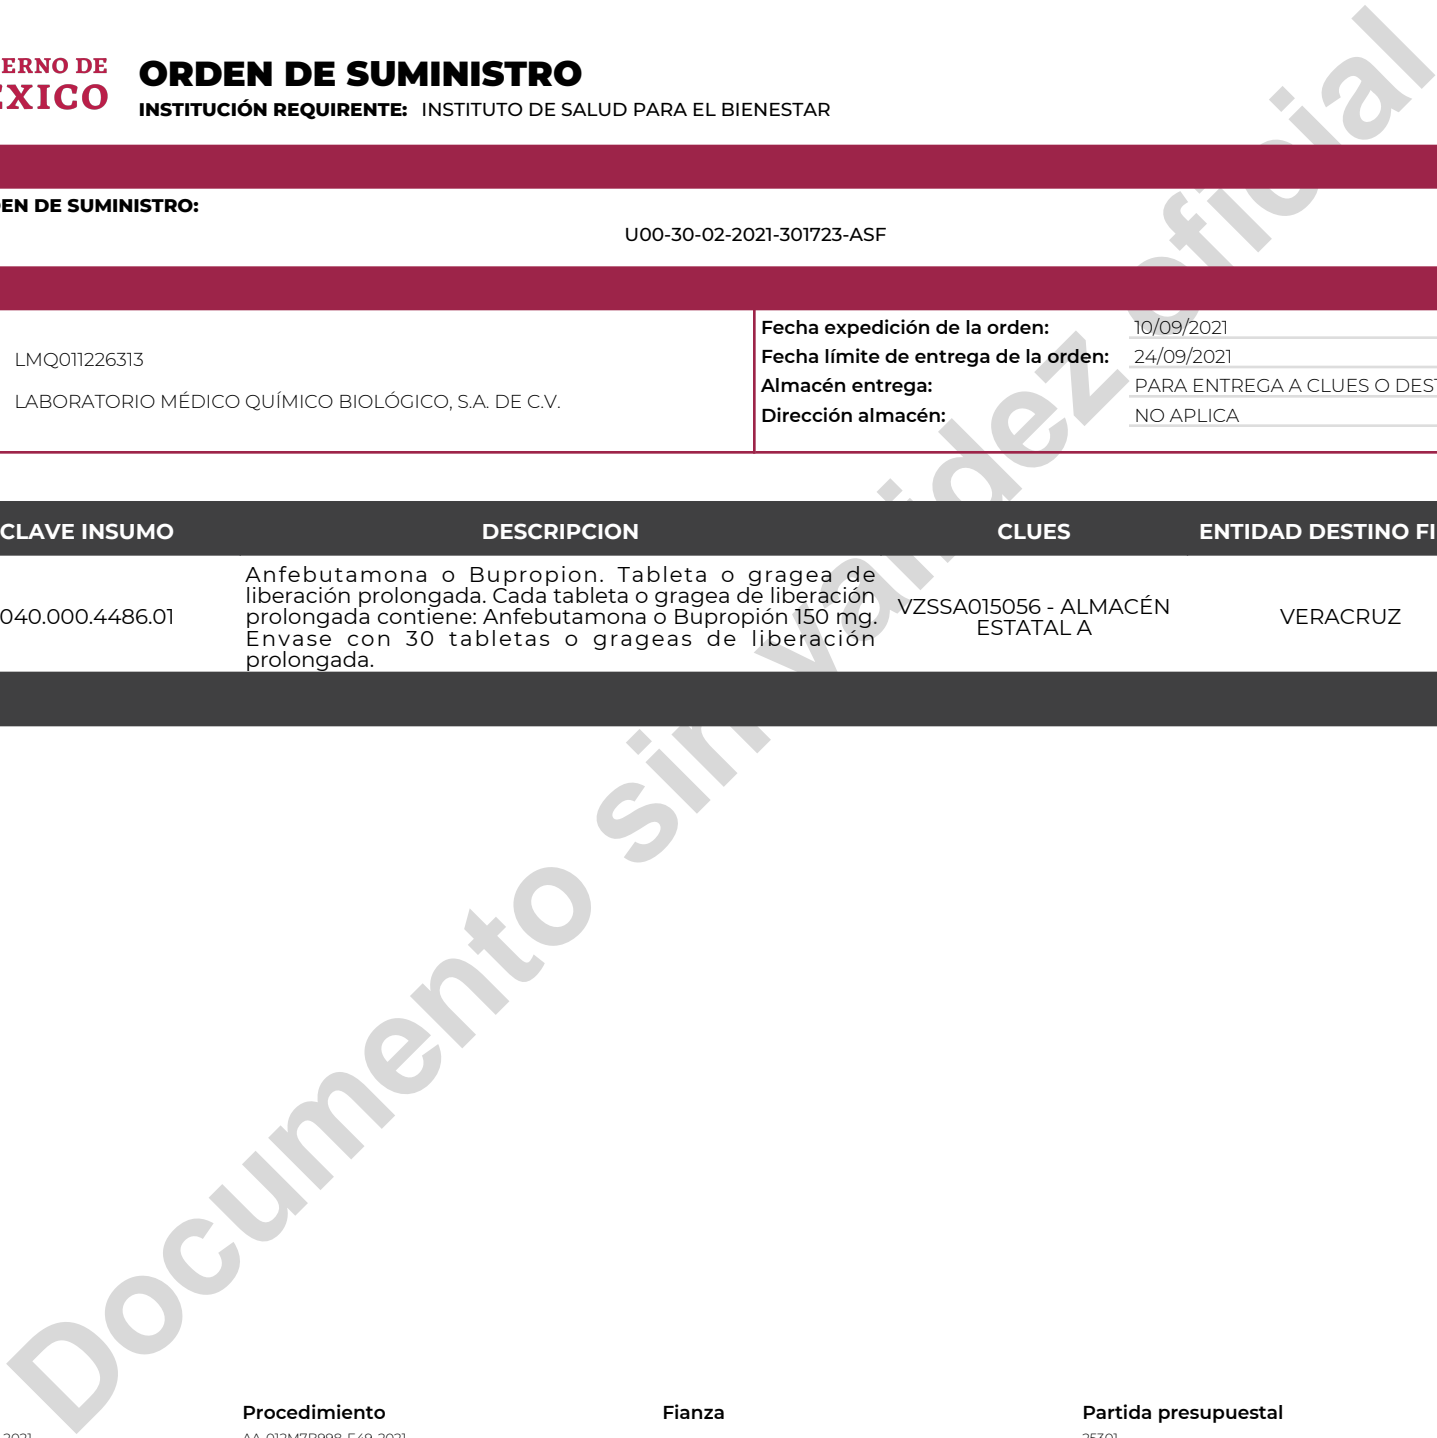 ERNO DE
EXICO
ORDEN DE SUMINISTRO
INSTITUCIÓN REQUIRENTE: INSTITUTO DE SALUD PARA EL BIENESTAR
EN DE SUMINISTRO:
U00-30-02-2021-301723-ASF
LMQ011226313
LABORATORIO MÉDICO QUÍMICO BIOLÓGICO, S.A. DE C.V.
Fecha expedición de la orden: 10/09/2021
Fecha límite de entrega de la orden: 24/09/2021
Almacén entrega: PARA ENTREGA A CLUES O DEST
Dirección almacén: NO APLICA
CLAVE INSUMO DESCRIPCION CLUES ENTIDAD DESTINO FI
040.000.4486.01
Anfebutamona o Bupropion. Tableta o gragea de
liberación prolongada. Cada tableta o gragea de liberación
prolongada contiene: Anfebutamona o Bupropión 150 mg.
Envase con 30 tabletas o grageas de liberación
prolongada.
VZSSA015056 - ALMACÉN
ESTATAL A
VERACRUZ
Documento sin validez oficial
Procedimiento Fianza Partida presupuestal